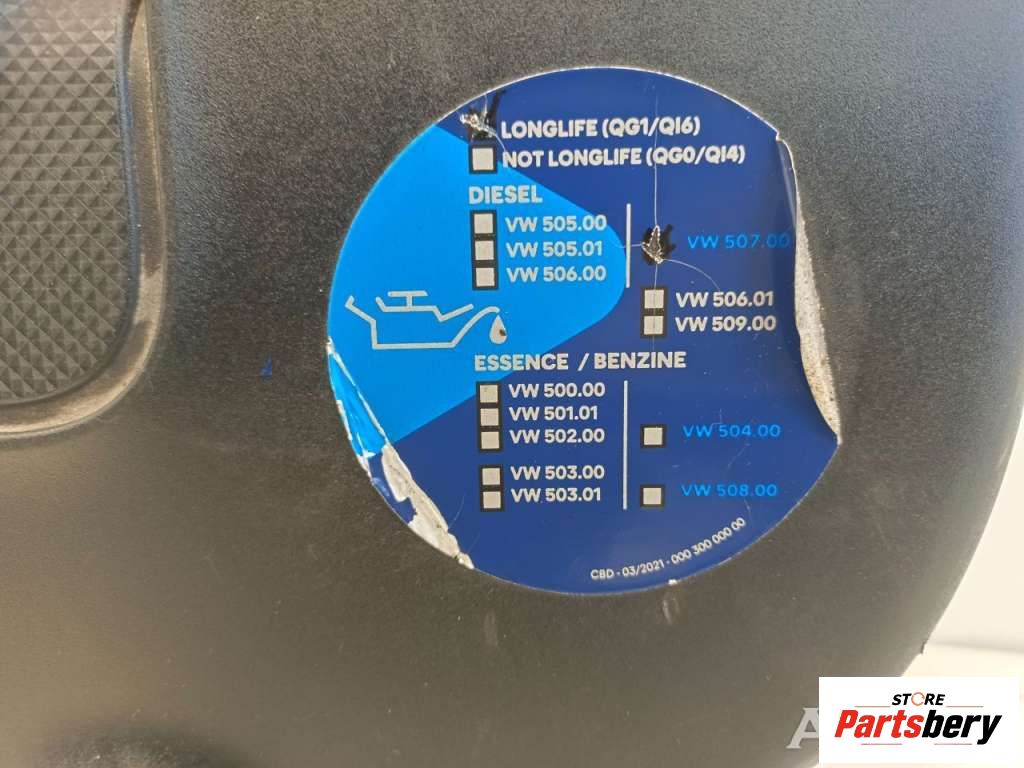 LONGLIFE (QG1/QI6)
NOT LONGLIFE (QG0/QI4)
DIESEL
VW 505.00
VW 505.01
VW 506.00
VW 507.00
VW 506.01
VW 509.00
ESSENCE / BENZINE
VW 500.00
VW 501.01
VW 502.00
VW 503.00
VW 503.01
VW 504.00
VW 508.00
CBD - 03/2021 - 000 300 000 00
STORE
Partsbery